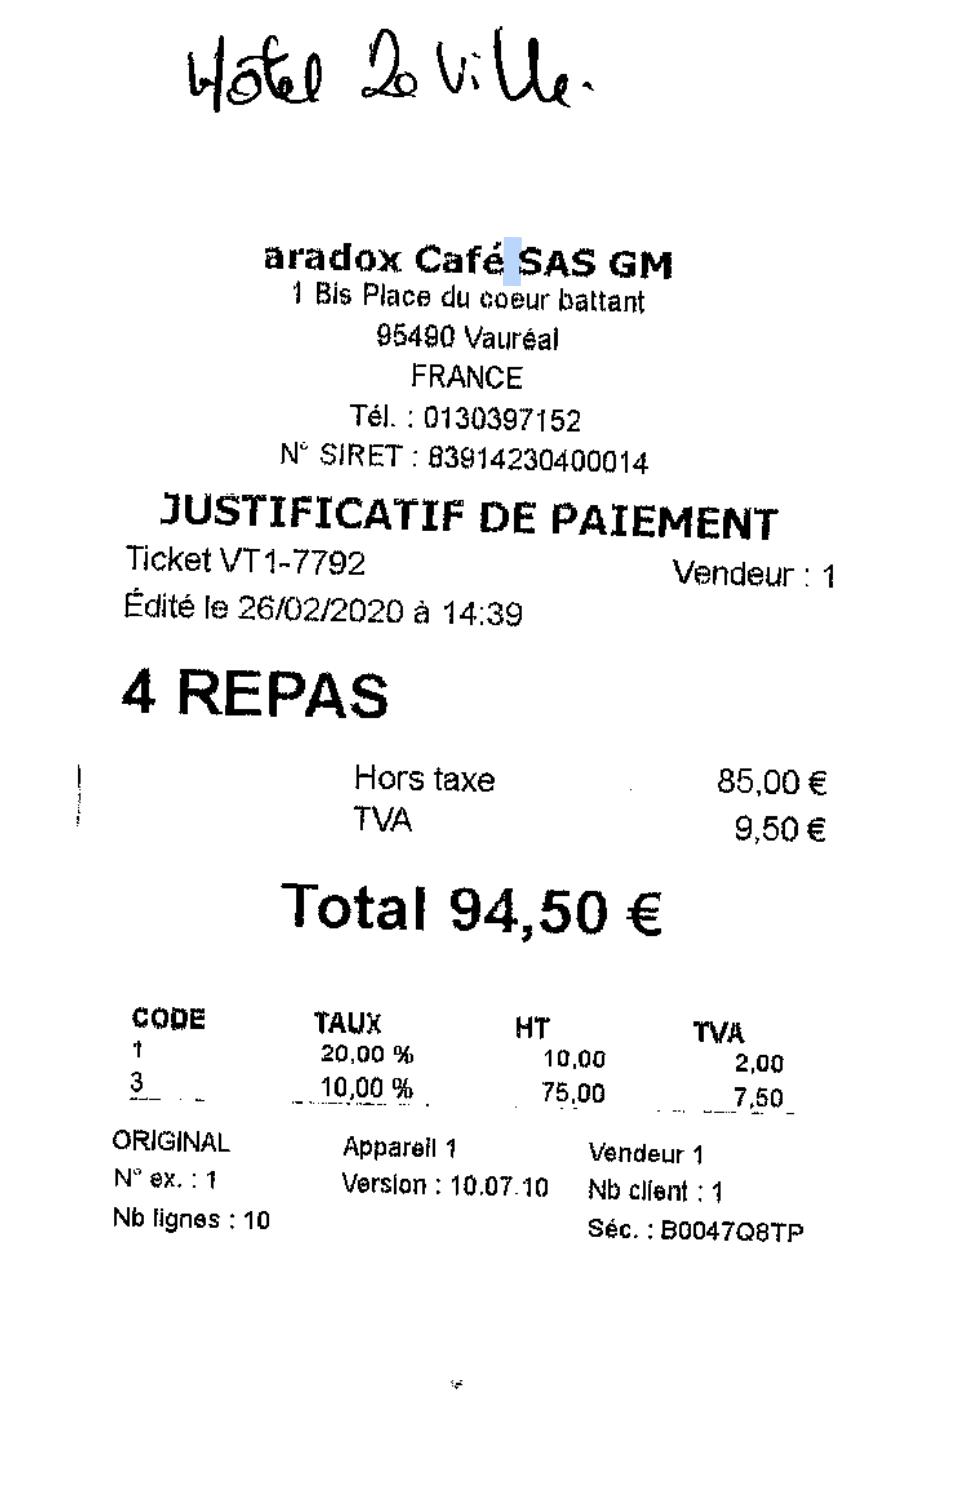 Hôtel De Ville.
aradox Café SAS GM
1 Bis Place du coeur battant
95490 Vauréal
FRANCE
Tél. : 0130397152
N° SIRET : 83914230400014
JUSTIFICATIF DE PAIEMENT
Ticket VT1-7792 Vendeur : 1
Édité le 26/02/2020 à 14:39
4 REPAS
Hors taxe 85,00 €
TVA 9,50 €
Total 94,50 €
CODE TAUX HT TVA
1 20,00 % 10,00 2,00
3 10,00 % 75,00 7,50
ORIGINAL Appareil 1 Vendeur 1
N° ex. : 1 Version : 10.07.10 Nb client : 1
Nb lignes : 10 Séc. : B0047Q8TP